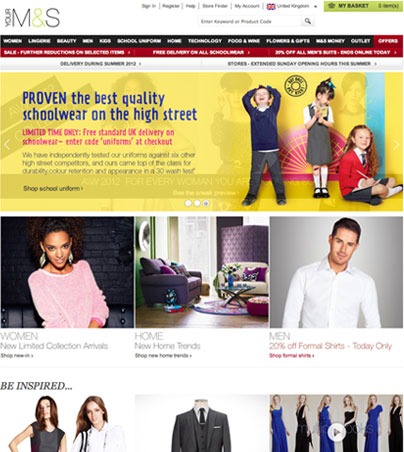 YOUR M&S
Sign In | Register | Help | Store Finder | My Account | United Kingdom
MY BASKET 0 item(s)
Enter Keyword or Product Code
WOMEN LINGERIE BEAUTY MEN KIDS SCHOOL UNIFORM HOME TECHNOLOGY FOOD & WINE FLOWERS & GIFTS M&S MONEY OUTLET OFFERS
SALE - FURTHER REDUCTIONS ON SELECTED ITEMS > FREE DELIVERY ON ALL SCHOOLWEAR > 20% OFF ALL MEN'S SUITS - ENDS ONLINE TODAY >
DELIVERY DURING SUMMER 2012 > STORES - EXTENDED SUNDAY OPENING HOURS THIS SUMMER
PROVEN the best quality
schoolwear on the high street
LIMITED TIME ONLY: Free standard UK delivery on
schoolwear– enter code "uniforms" at checkout
We have independently tested our uniforms against six other
high street competitors, and ours came top of the class for
durability, colour retention and appearance in a 30 wash test*
A/W 2012 FOR EVERY WOMAN YOU ARE
Shop school uniform >
See the sneak preview
WOMEN
New Limited Collection Arrivals
Shop new-in >
HOME
New Home Trends
Shop new home trends >
MEN
20% off Formal Shirts - Today Only
Shop formal shirts >
BE INSPIRED...